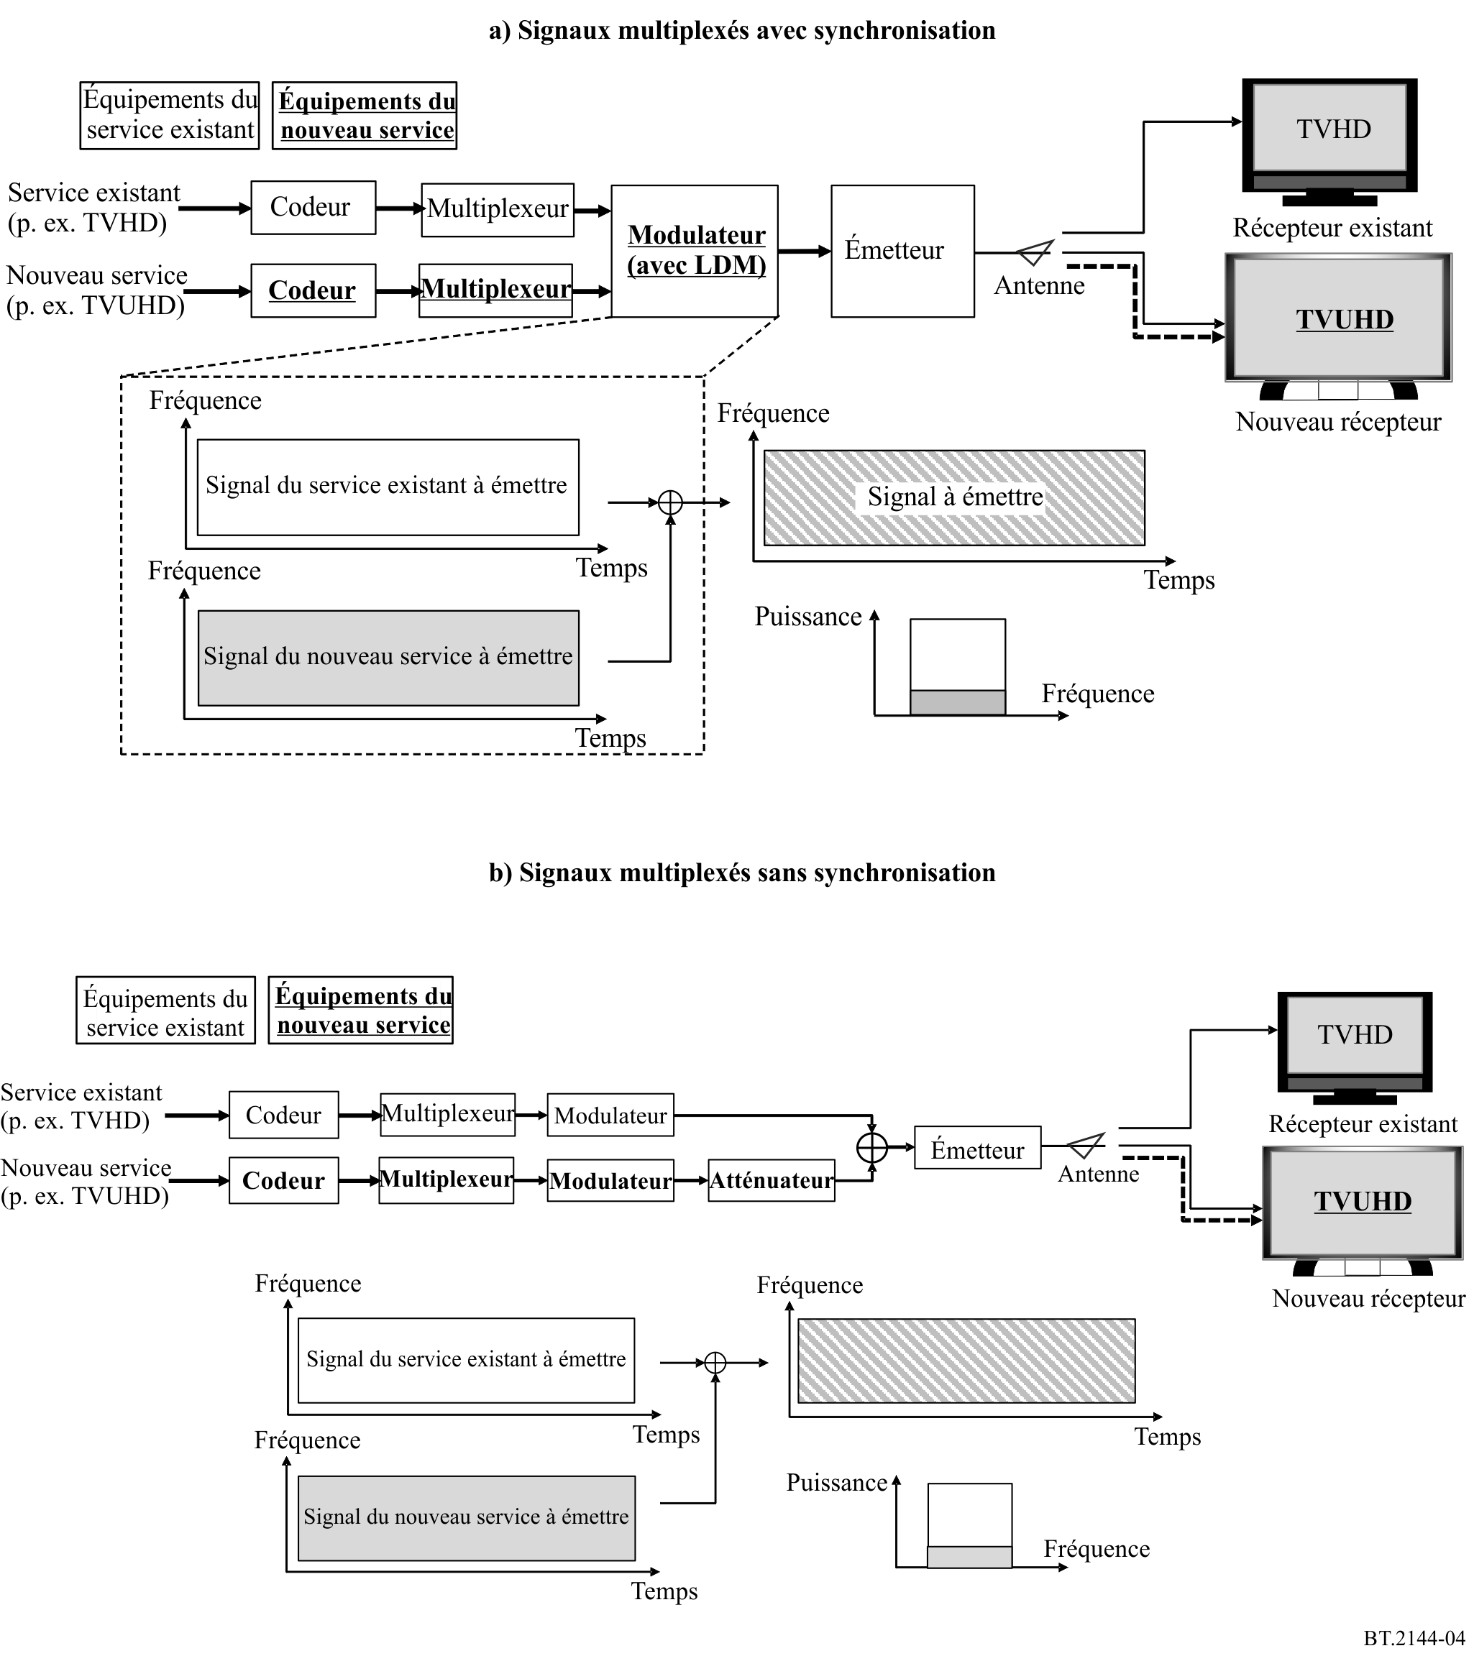 a) Signaux multiplexés avec synchronisation
Équipements du
service existant
Équipements du
nouveau service
TVHD
Récepteur existant
Service existant
(p. ex. TVHD)
Codeur
Multiplexeur
Modulateur
(avec LDM)
Émetteur
Antenne
Nouveau service
(p. ex. TVUHD)
Codeur
Multiplexeur
TVUHD
Nouveau récepteur
Fréquence
Signal du service existant à émettre
Temps
Fréquence
Signal à émettre
Temps
Fréquence
Signal du nouveau service à émettre
Temps
Puissance
Fréquence
b) Signaux multiplexés sans synchronisation
Équipements du
service existant
Équipements du
nouveau service
TVHD
Récepteur existant
Service existant
(p. ex. TVHD)
Codeur
Multiplexeur
Modulateur
Émetteur
Antenne
Nouveau service
(p. ex. TVUHD)
Codeur
Multiplexeur
Modulateur
Atténuateur
TVUHD
Nouveau récepteur
Fréquence
Signal du service existant à émettre
Temps
Fréquence
Temps
Fréquence
Signal du nouveau service à émettre
Temps
Puissance
Fréquence
BT.2144-04